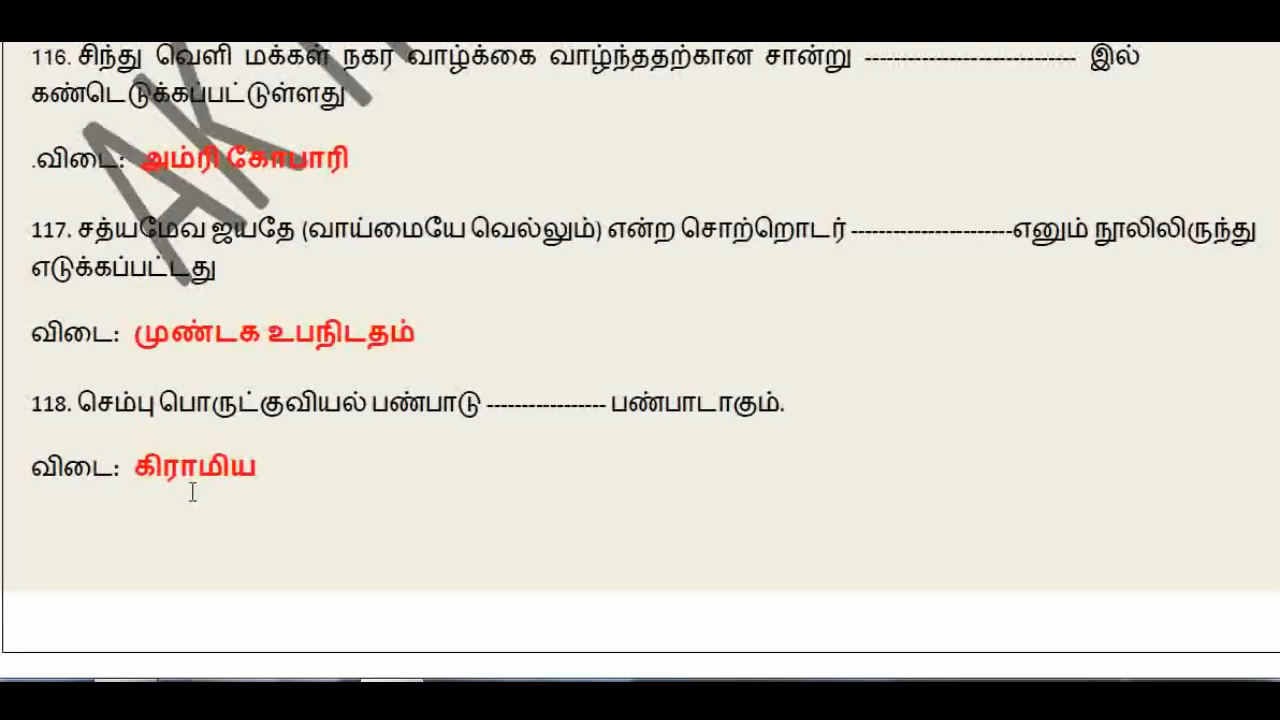 116. சிந்து வெளி மக்கள் நகர வாழ்க்கை வாழ்ந்ததற்கான சான்று ------------------------------ இல்
கண்டெடுக்கப்பட்டுள்ளது
.விடை: அம்ரி கோபாரி
117. சத்யமேவ ஜயதே (வாய்மையே வெல்லும்) என்ற சொற்றொடர் -----------------------எனும் நூலிலிருந்து
எடுக்கப்பட்டது
விடை: முண்டக உபநிடதம்
118. செம்பு பொருட்குவியல் பண்பாடு ----------------- பண்பாடாகும்.
விடை: கிராமிய